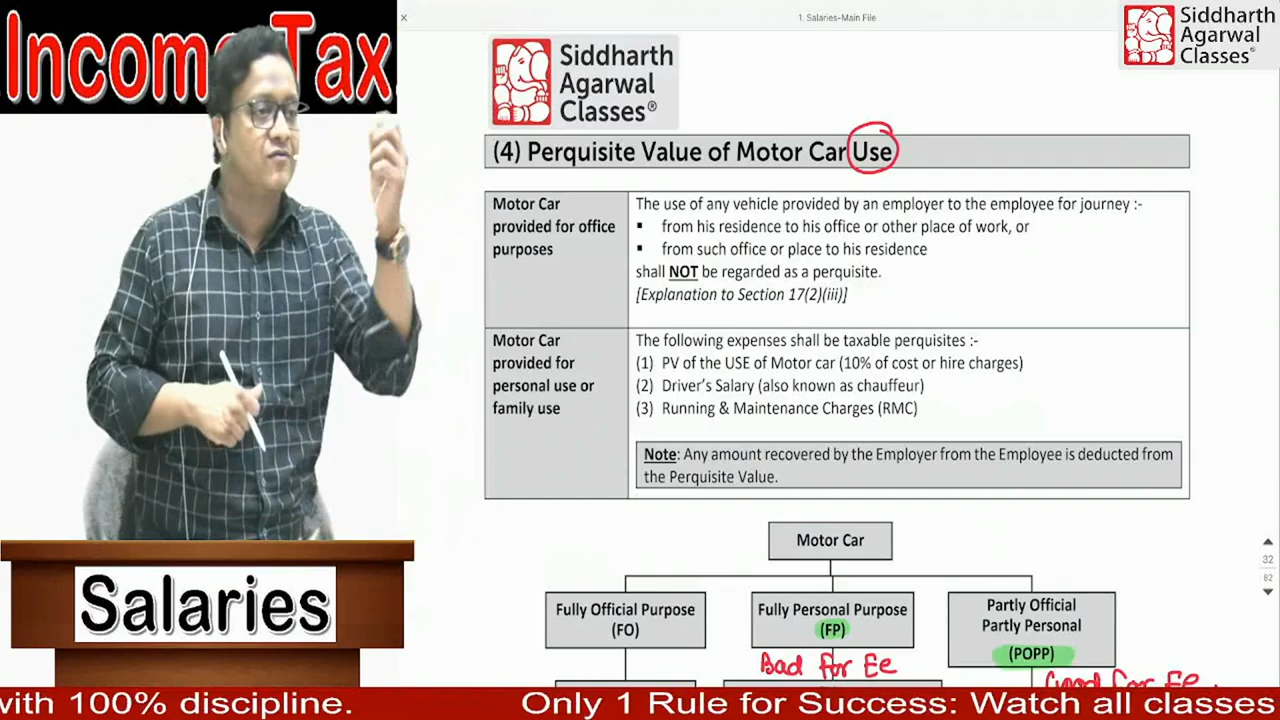 Income Tax
1. Salaries-Main File
Siddharth
Agarwal
Classes®
Siddharth
Agarwal
Classes®
(4) Perquisite Value of Motor Car Use
Motor Car
provided for office
purposes
The use of any vehicle provided by an employer to the employee for journey :-
▪ from his residence to his office or other place of work, or
▪ from such office or place to his residence
shall NOT be regarded as a perquisite.
[Explanation to Section 17(2)(iii)]
Motor Car
provided for
personal use or
family use
The following expenses shall be taxable perquisites :-
(1) PV of the USE of Motor car (10% of cost or hire charges)
(2) Driver's Salary (also known as chauffeur)
(3) Running & Maintenance Charges (RMC)
Note: Any amount recovered by the Employer from the Employee is deducted from
the Perquisite Value.
Motor Car
Fully Official Purpose
(FO)
Fully Personal Purpose
(FP)
Partly Official
Partly Personal
(POPP)
Bad for Ee
Good for Ee
32
62
Salaries
with 100% discipline.
Only 1 Rule for Success: Watch all classes